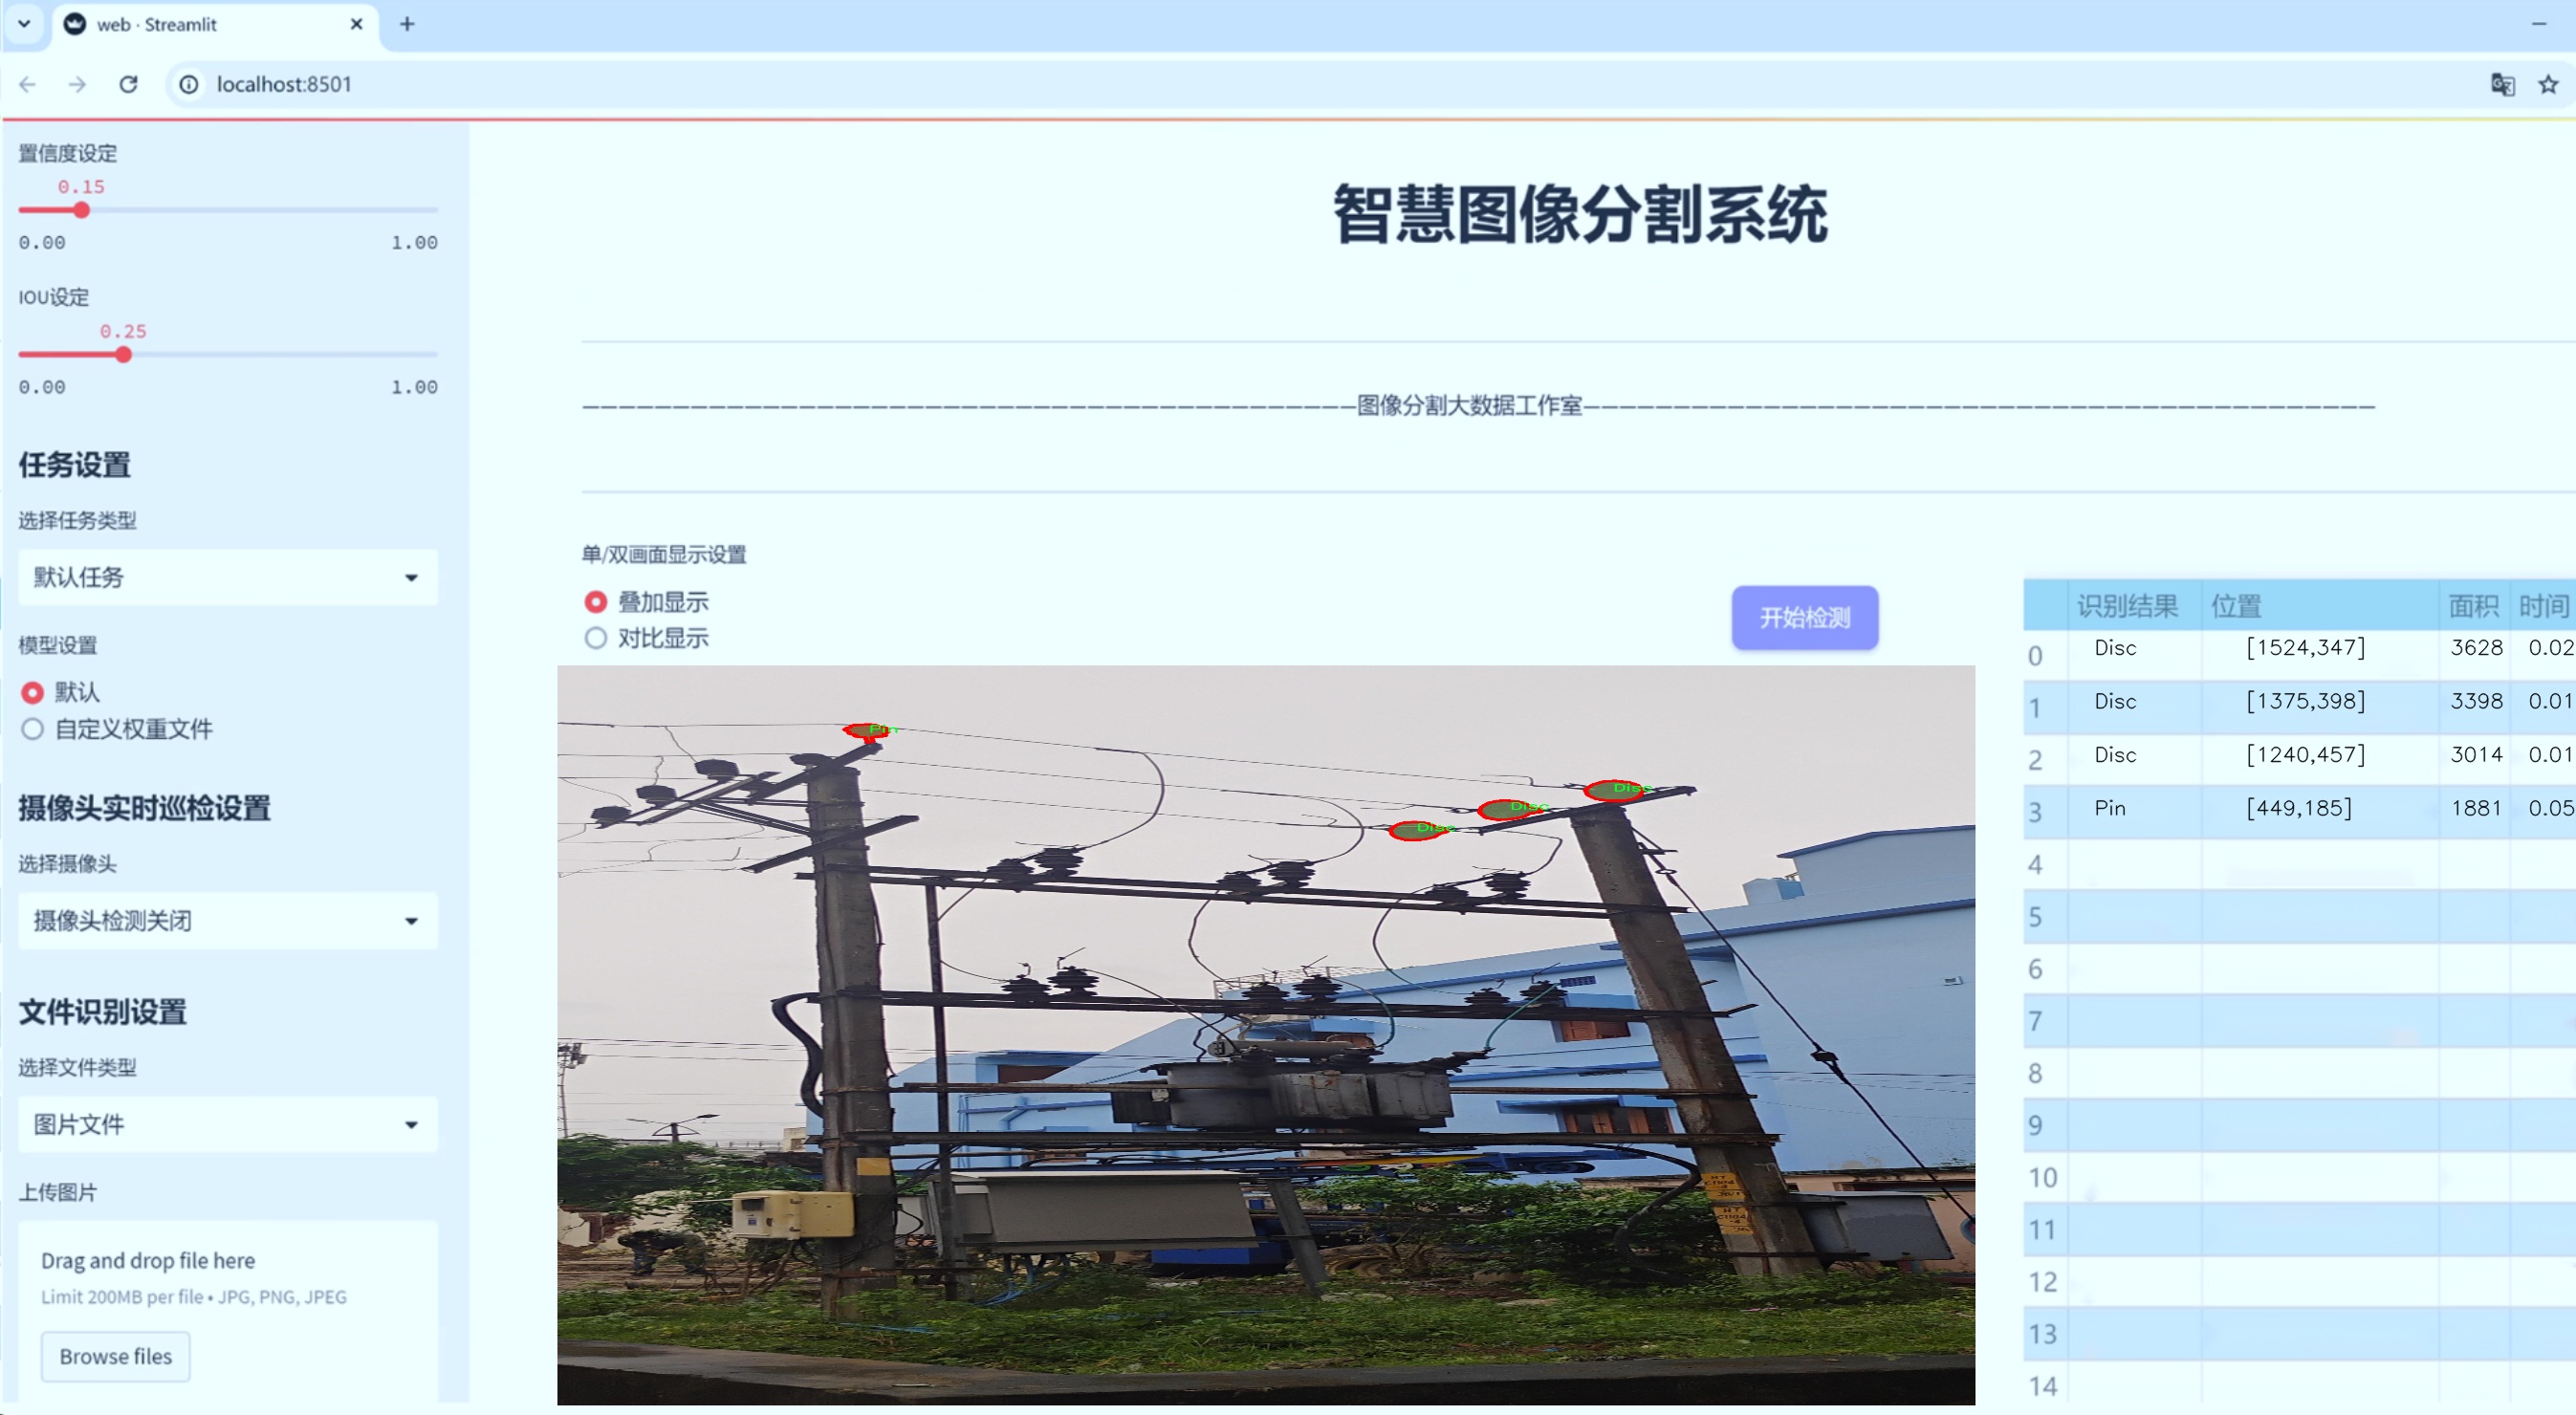 web · Streamlit
localhost:8501
置信度设定
0.15
0.00 1.00
IOU设定
0.25
0.00 1.00
任务设置
选择任务类型
默认任务
模型设置
默认
自定义权重文件
摄像头实时巡检设置
选择摄像头
摄像头检测关闭
文件识别设置
选择文件类型
图片文件
上传图片
Drag and drop file here
Limit 200MB per file • JPG, PNG, JPEG
Browse files
智慧图像分割系统
图像分割大数据工作室
单/双画面显示设置
叠加显示
对比显示
开始检测
Pin
Disc
Disc
Disc
识别结果 位置 面积 时间
0 Disc [1524,347] 3628 0.02
1 Disc [1375,398] 3398 0.01
2 Disc [1240,457] 3014 0.01
3 Pin [449,185] 1881 0.05
4
5
6
7
8
9
10
11
12
13
14